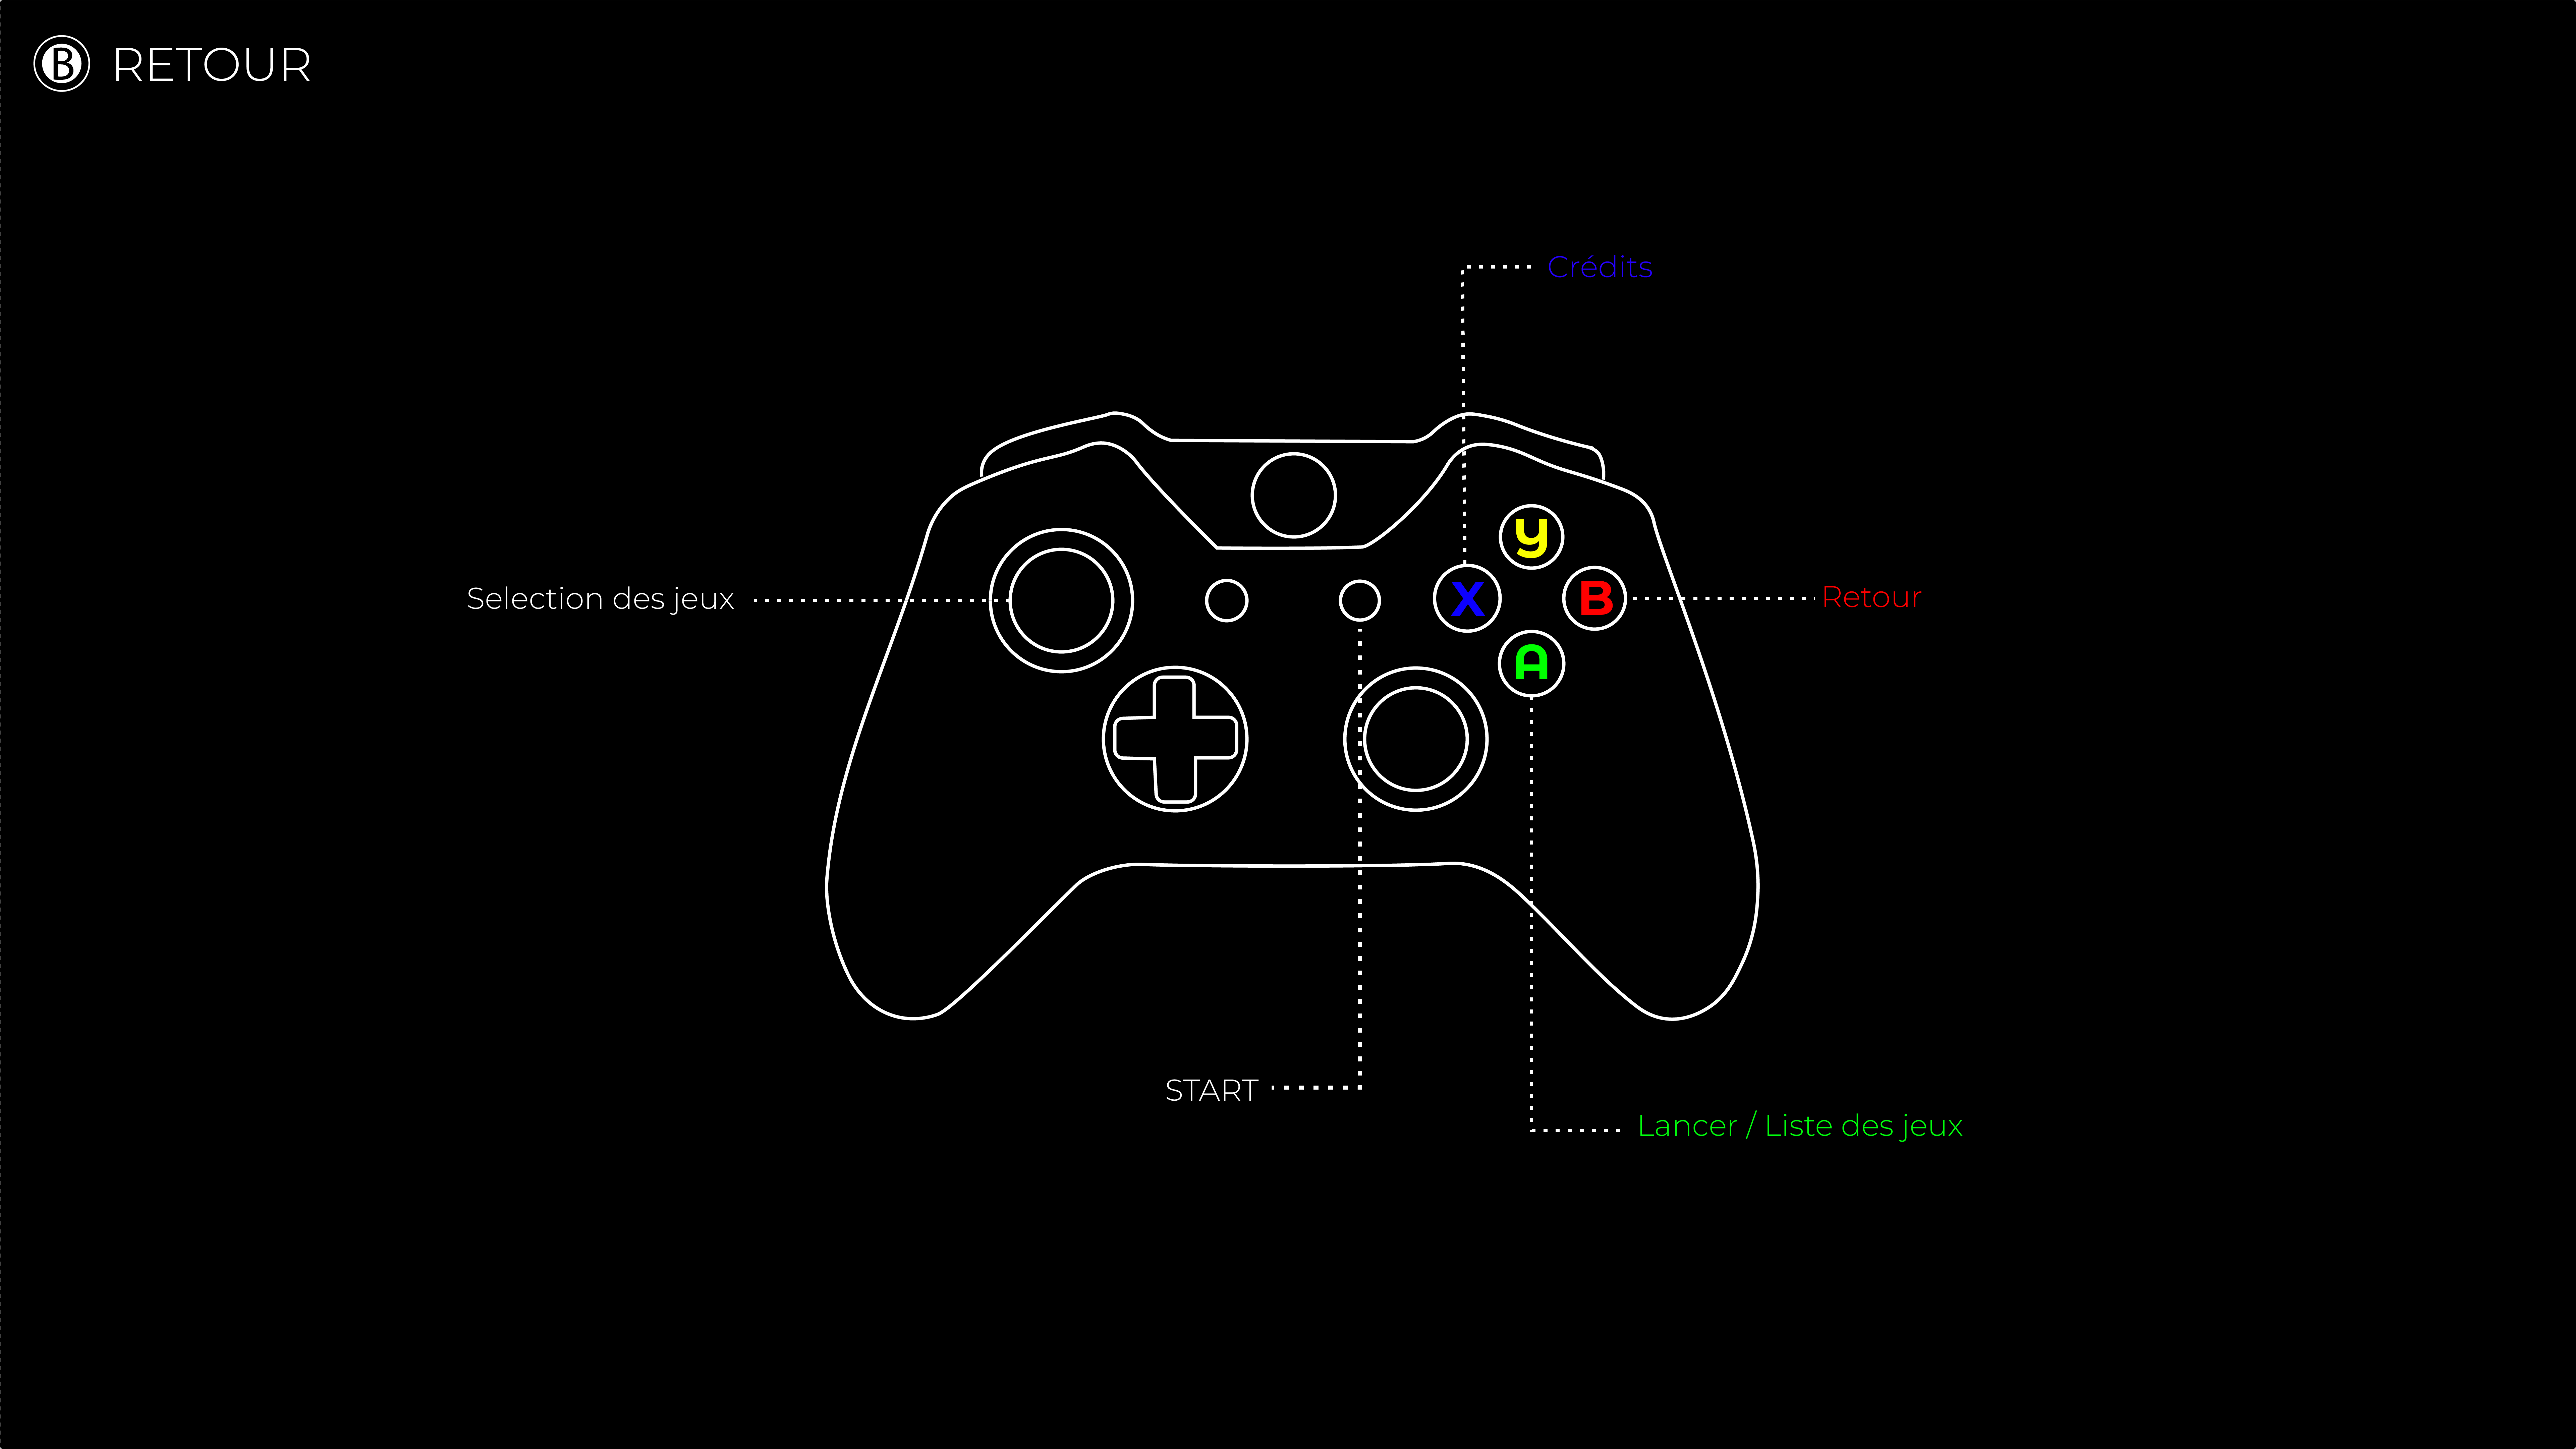 B RETOUR
Crédits
Y
Selection des jeux
X
B
Retour
A
START
Lancer / Liste des jeux